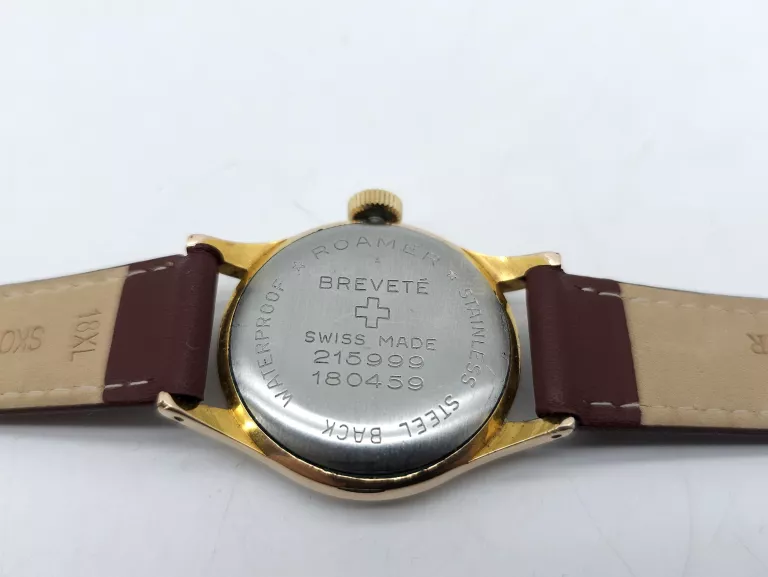 ★ ROAMER ★
WATERPROOF
STAINLESS STEEL BACK
BREVETÉ
SWISS MADE
215999
180459
18XL
SKO
R